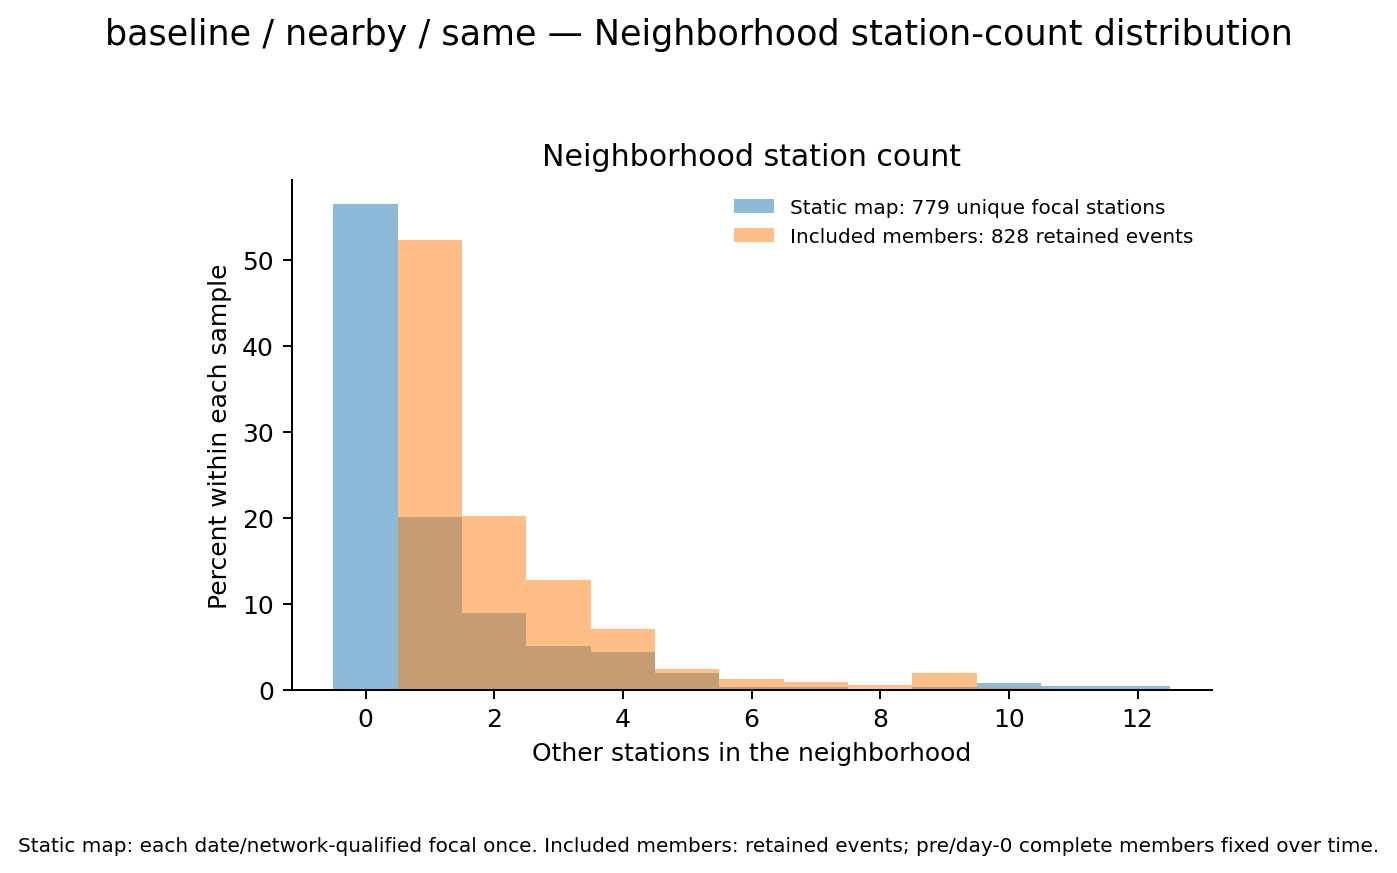 baseline / nearby / same — Neighborhood station-count distribution
Neighborhood station count
Static map: 779 unique focal stations
Included members: 828 retained events
Percent within each sample
50
40
30
20
10
0
0 2 4 6 8 10 12
Other stations in the neighborhood
Static map: each date/network-qualified focal once. Included members: retained events; pre/day-0 complete members fixed over time.